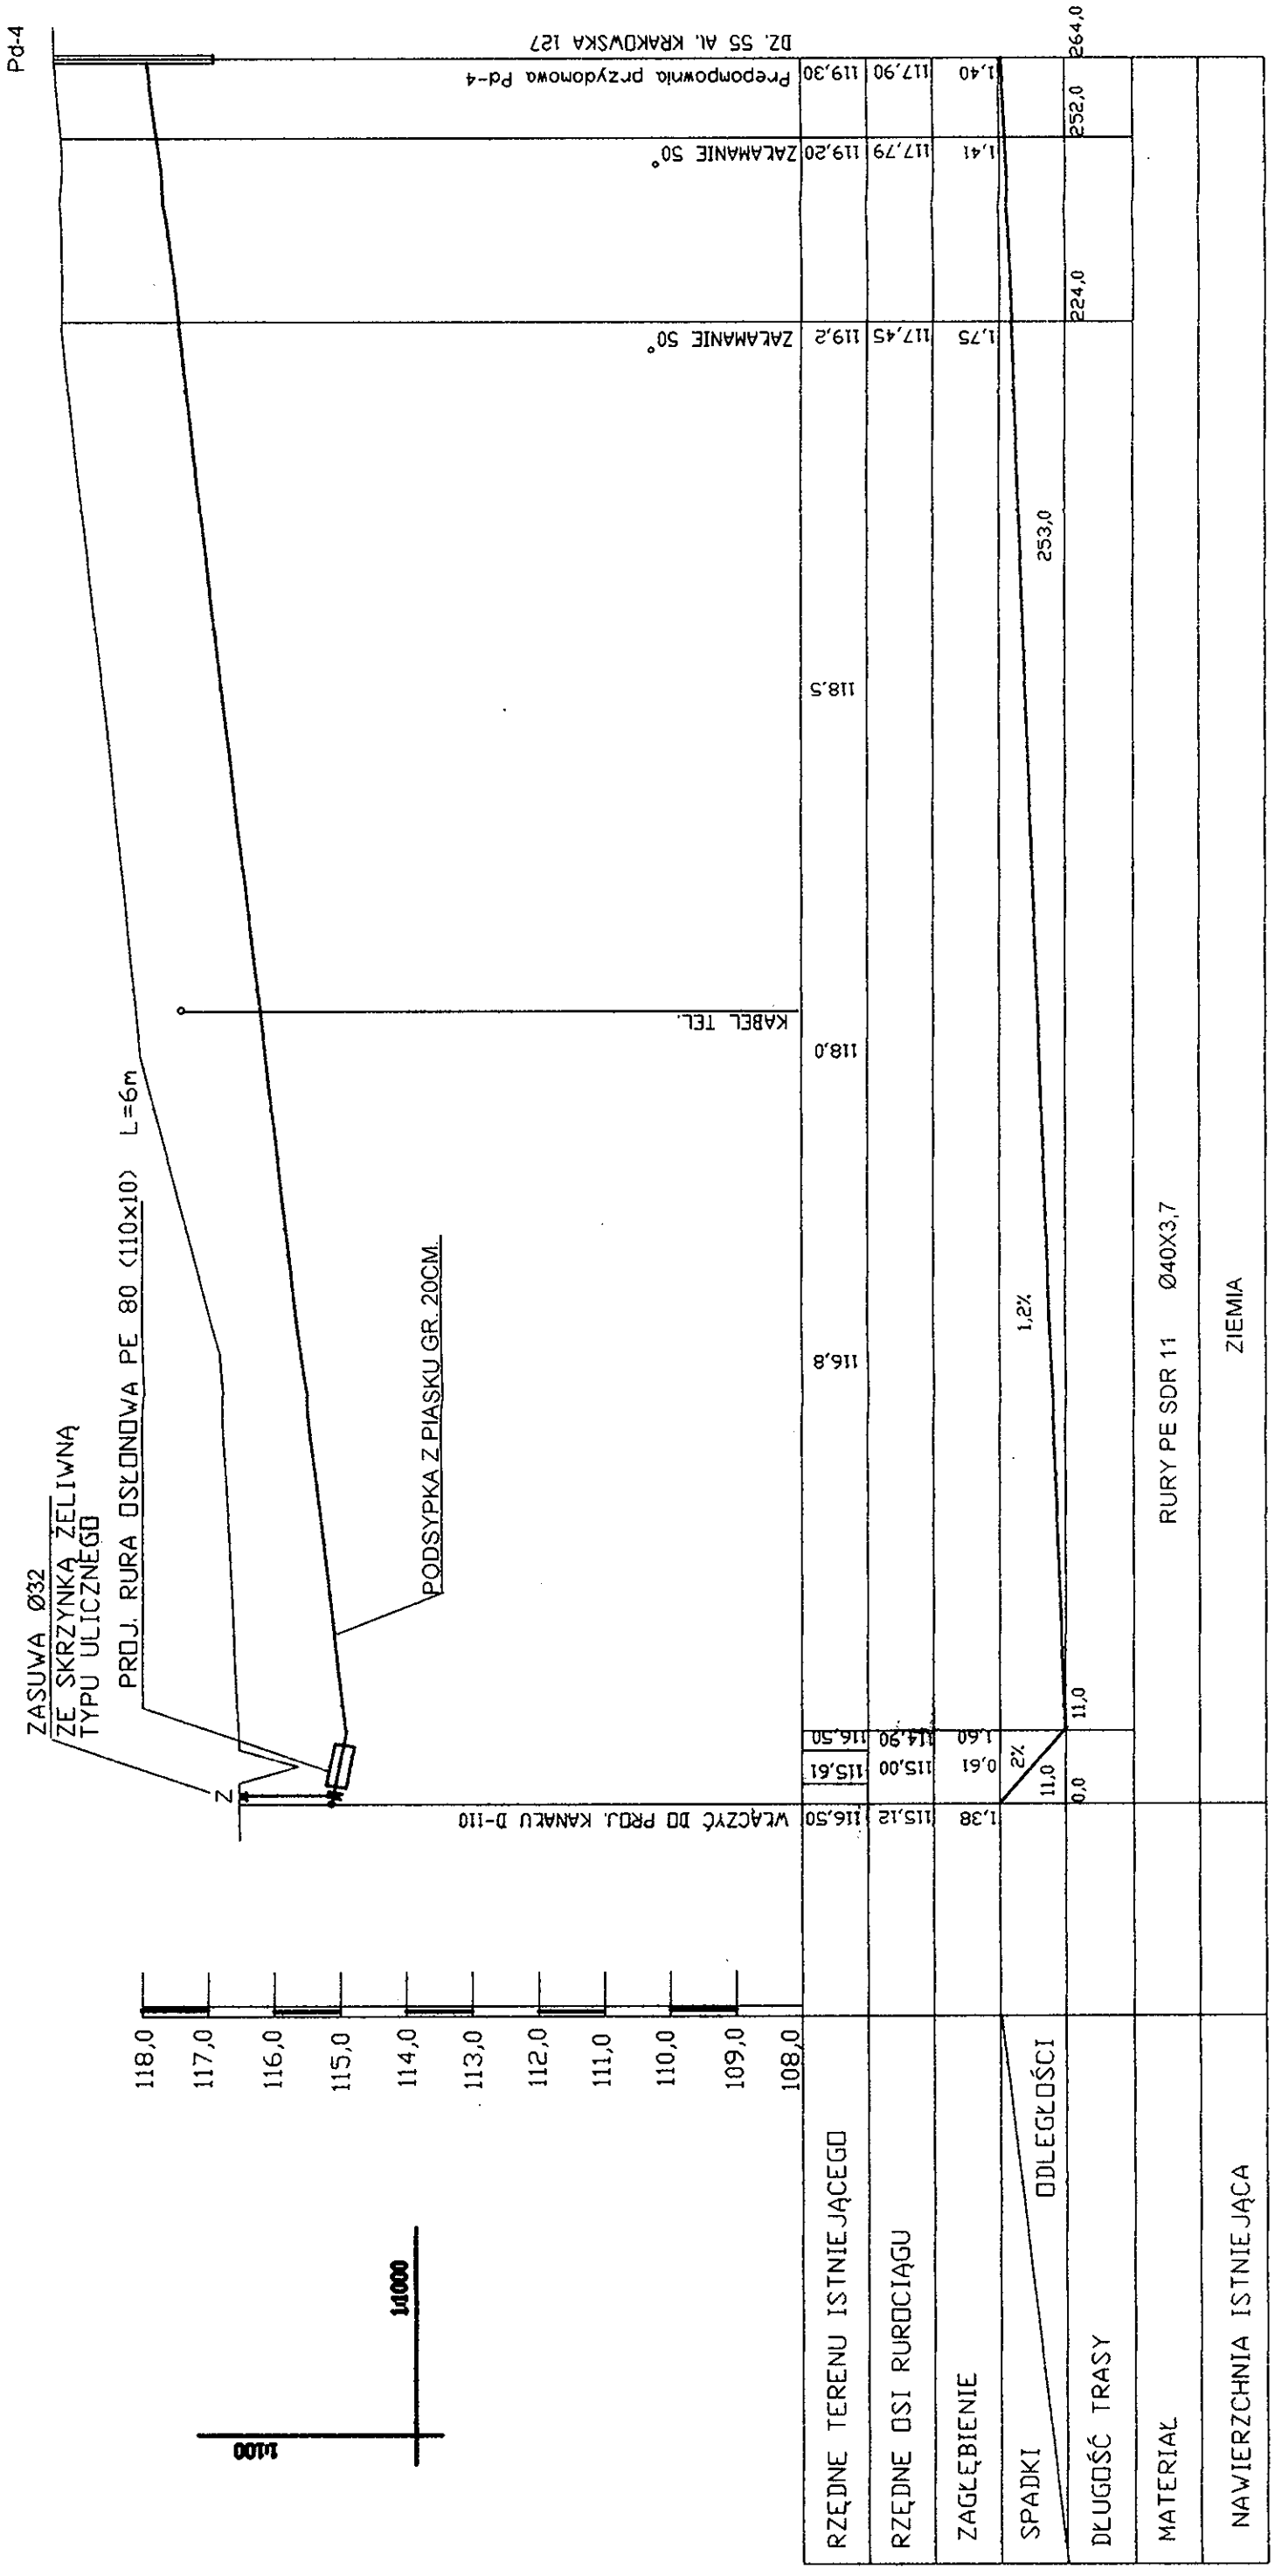 Pd-4
ZASUWA Ø32
ZE SKRZYNKĄ ŻELIWNĄ
TYPU ULICZNEGO
PROJ. RURA OSŁONOWA PE 80 (110x10) L=6m
Z
PODSYPKA Z PIASKU GR. 20CM.
118,0
117,0
116,0
115,0
114,0
113,0
112,0
111,0
110,0
109,0
108,0
1:100
1:1000
WŁĄCZYĆ DO PROJ. KANAŁU D-110
KABEL TEL.
ZAŁAMANIE 50°
ZAŁAMANIE 50°
Prepompownia przydomowa Pd-4
DZ. 55 AL. KRAKOWSKA 127
RZĘDNE TERENU ISTNIEJĄCEGO
116,50 115,61 116,50 116,8 118,0 118,5 119,2 119,20 119,30
RZĘDNE OSI RUROCIĄGU
115,12 115,00 114,90 117,45 117,79 117,90
ZAGŁĘBIENIE
1,38 0,61 1,60 1,75 1,41 1,40
SPADKI
ODLEGŁOŚCI
2% 11,0 1,2% 253,0
DŁUGOŚĆ TRASY
0,0 11,0 224,0 252,0 264,0
MATERIAŁ
RURY PE SDR 11 Ø40X3,7
NAWIERZCHNIA ISTNIEJĄCA
ZIEMIA